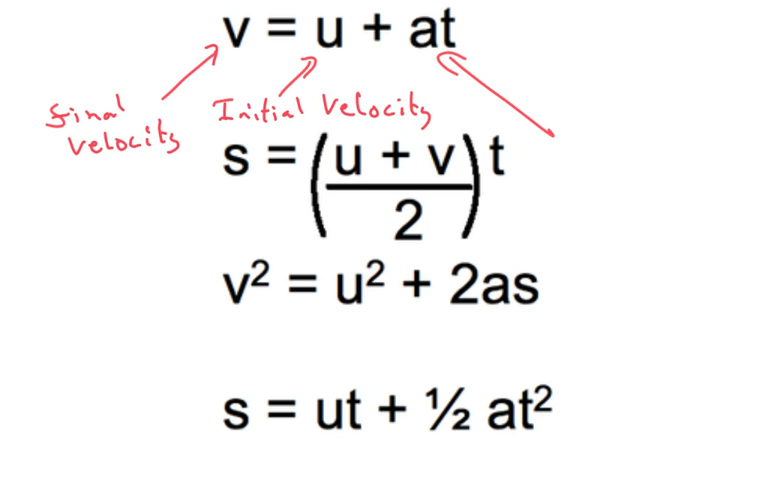 v = u + at
final velocity
Initial Velocity
s = (u + v / 2) t
v² = u² + 2as
s = ut + ½ at²